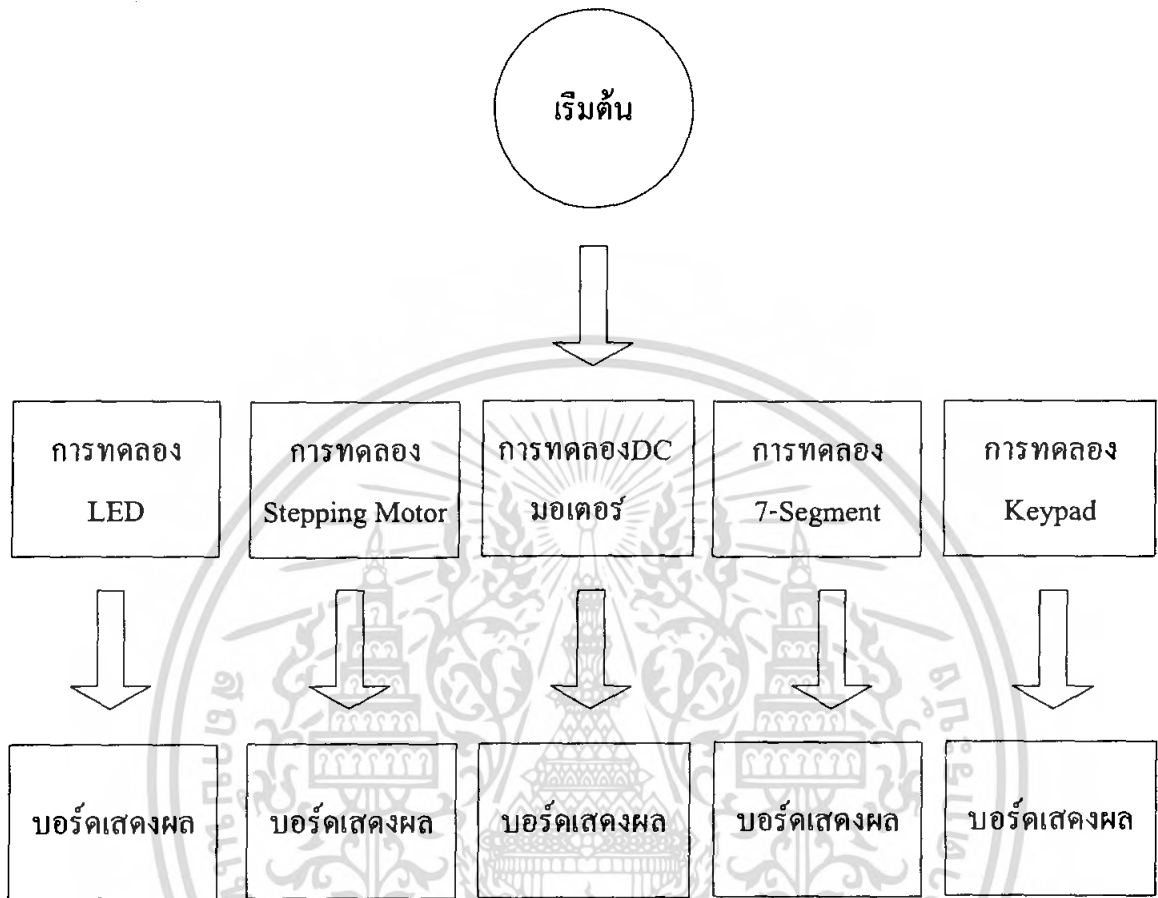 เริ่มต้น
การทดลอง
LED
การทดลอง
Stepping Motor
การทดลองDC
มอเตอร์
การทดลอง
7-Segment
การทดลอง
Keypad
บอร์ดเสดงผล
บอร์ดเสดงผล
บอร์ดเสดงผล
บอร์ดเสดงผล
บอร์ดเสดงผล